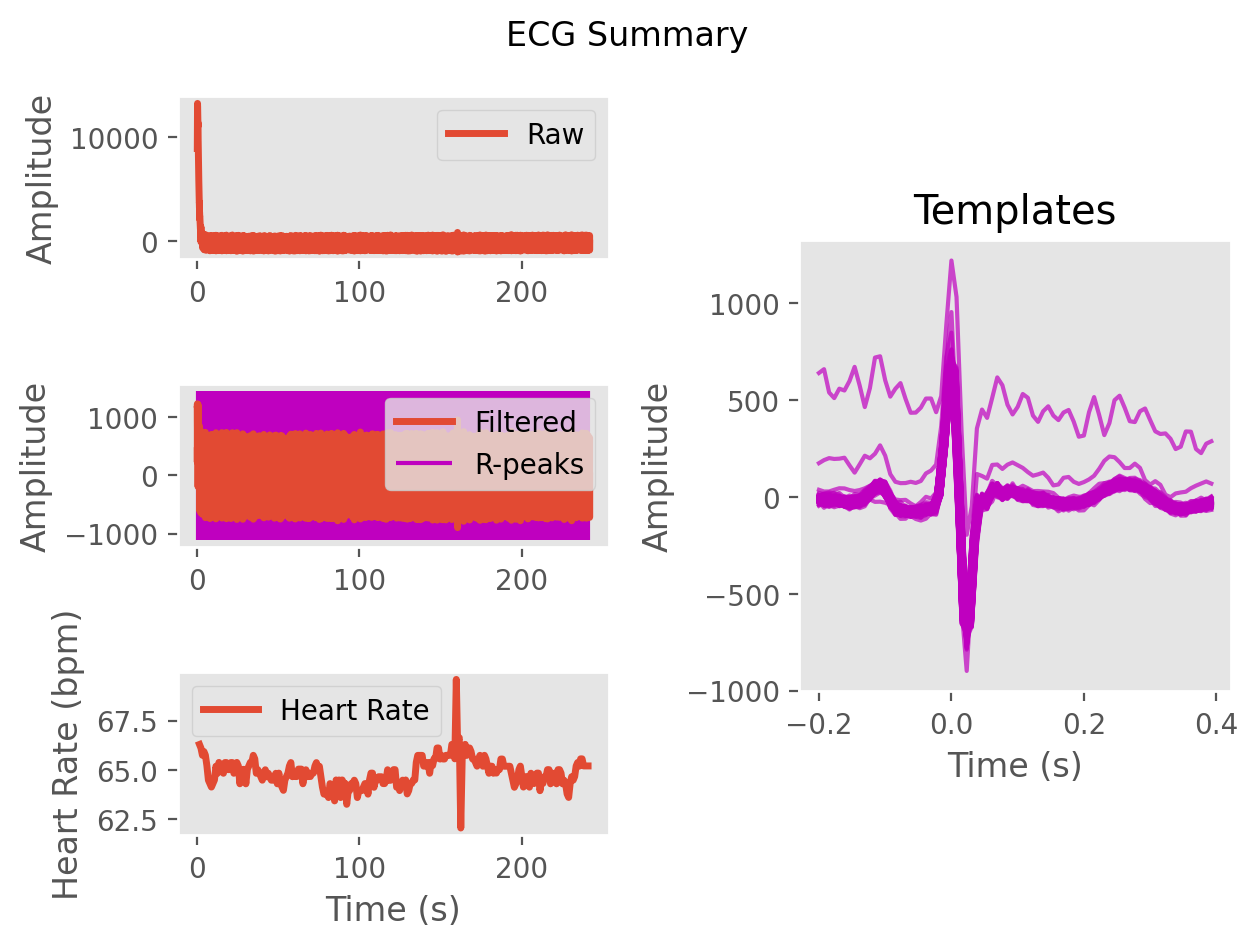 ECG Summary
Amplitude
10000
0
Raw
0 100 200
Amplitude
1000
0
−1000
Filtered
R-peaks
0 100 200
Heart Rate (bpm)
67.5
65.0
62.5
Heart Rate
0 100 200
Time (s)
Templates
Amplitude
1000
500
0
−500
−1000
−0.2 0.0 0.2 0.4
Time (s)